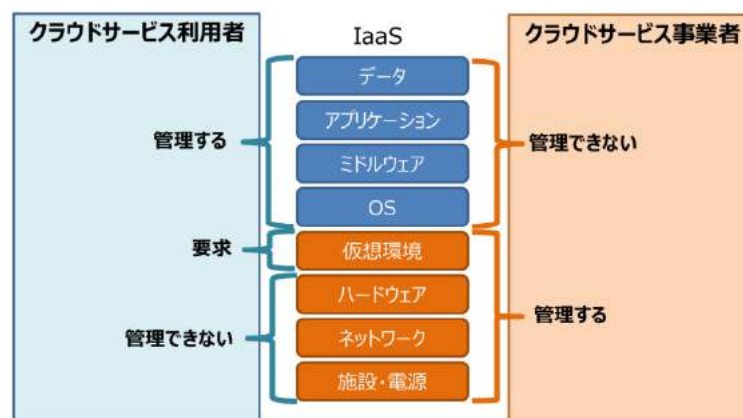 クラウドサービス利用者
IaaS
クラウドサービス事業者
データ
アプリケーション
管理する
管理できない
ミドルウェア
OS
要求
仮想環境
ハードウェア
管理する
管理できない
ネットワーク
施設・電源